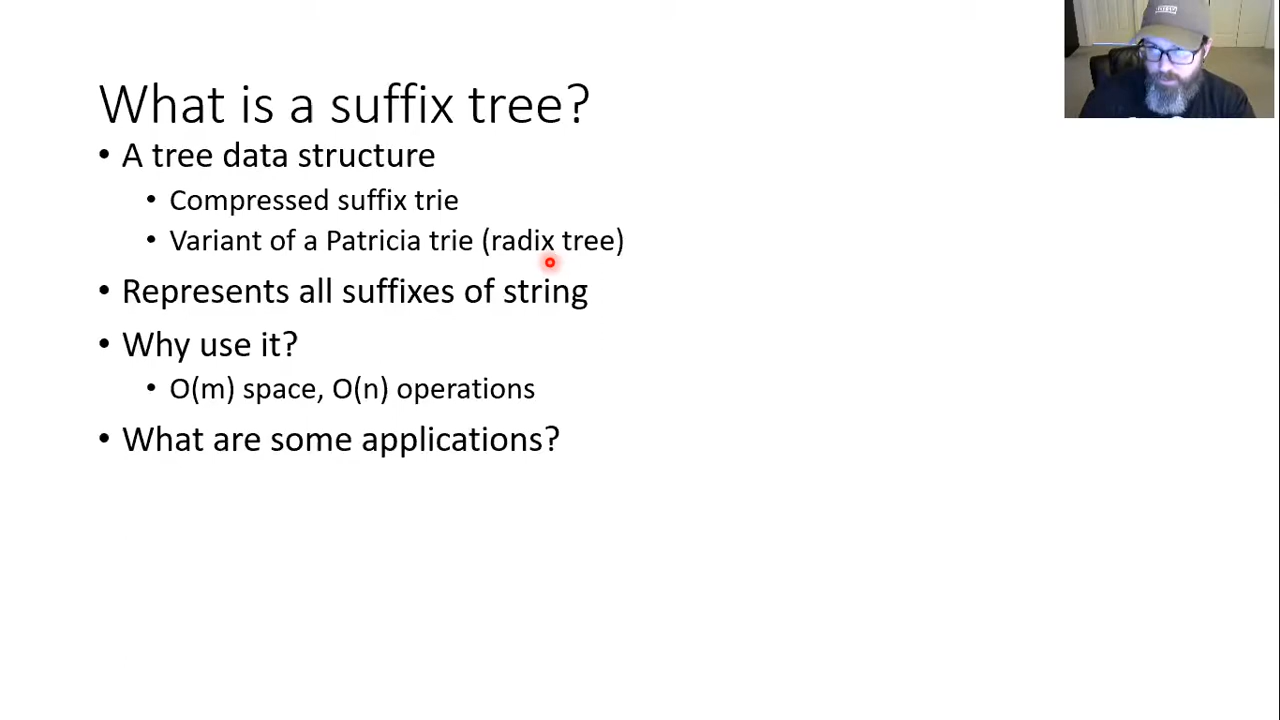 What is a suffix tree?
• A tree data structure
• Compressed suffix trie
• Variant of a Patricia trie (radix tree)
• Represents all suffixes of string
• Why use it?
• O(m) space, O(n) operations
• What are some applications?